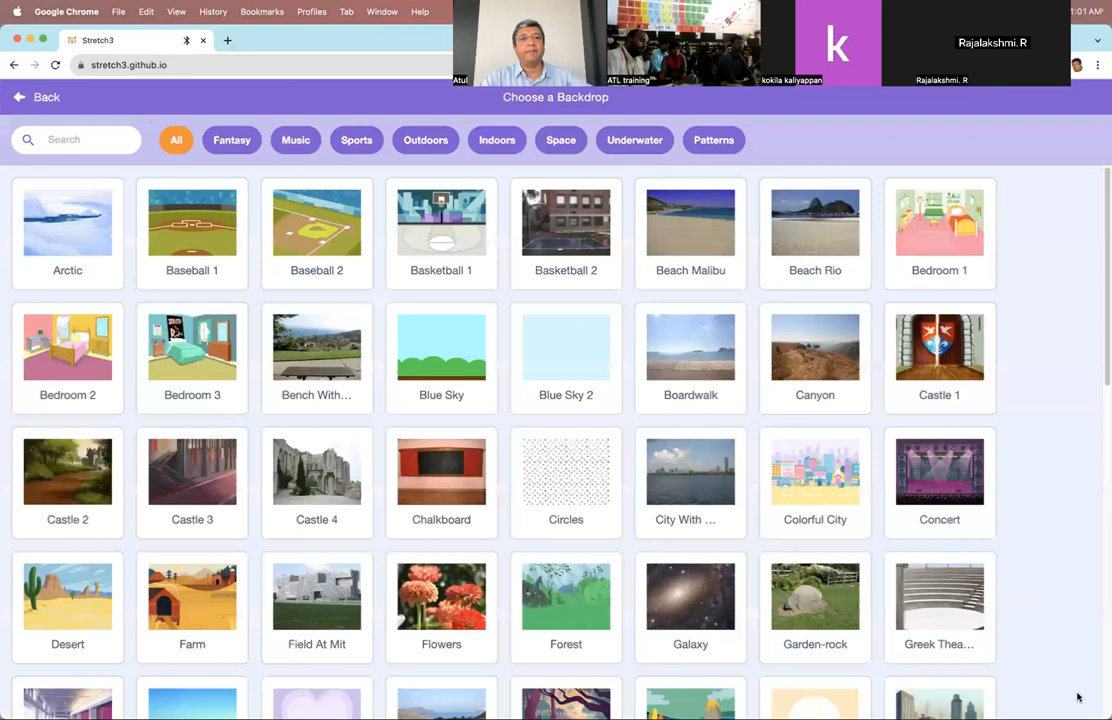 Google Chrome File Edit View History Bookmarks Profiles Tab Window Help
1:01 AM
Stretch3
stretch3.github.io
Atul
ATL training
k
kokila kaliyappan
Rajalakshmi. R
Rajalakshmi. R
Back
Choose a Backdrop
Search
All Fantasy Music Sports Outdoors Indoors Space Underwater Patterns
Arctic Baseball 1 Baseball 2 Basketball 1 Basketball 2 Beach Malibu Beach Rio Bedroom 1
Bedroom 2 Bedroom 3 Bench With... Blue Sky Blue Sky 2 Boardwalk Canyon Castle 1
Castle 2 Castle 3 Castle 4 Chalkboard Circles City With ... Colorful City Concert
Desert Farm Field At Mit Flowers Forest Galaxy Garden-rock Greek Thea...